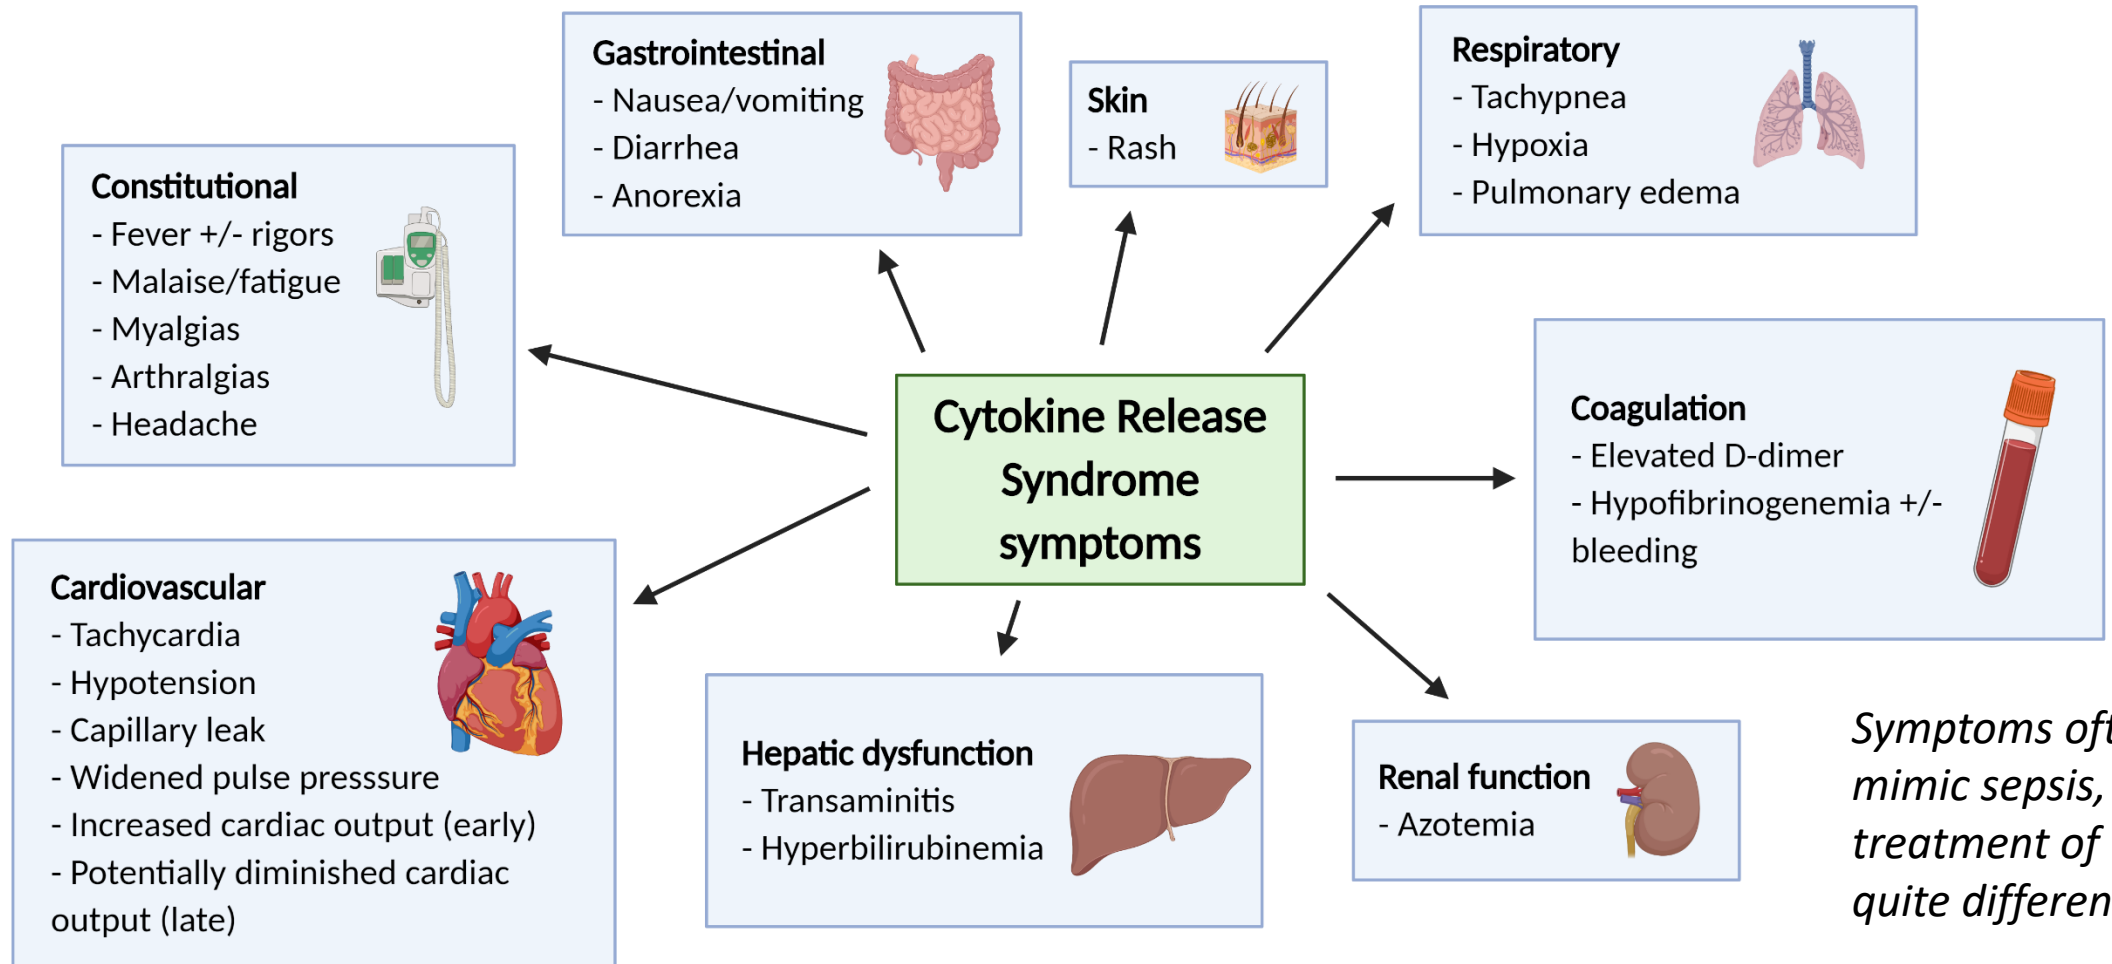 Gastrointestinal
- Nausea/vomiting
- Diarrhea
- Anorexia
Skin
- Rash
Respiratory
- Tachypnea
- Hypoxia
- Pulmonary edema
Constitutional
- Fever +/- rigors
- Malaise/fatigue
- Myalgias
- Arthralgias
- Headache
Cytokine Release
Syndrome
symptoms
Coagulation
- Elevated D-dimer
- Hypofibrinogenemia +/-
bleeding
Cardiovascular
- Tachycardia
- Hypotension
- Capillary leak
- Widened pulse presssure
- Increased cardiac output (early)
- Potentially diminished cardiac
output (late)
Hepatic dysfunction
- Transaminitis
- Hyperbilirubinemia
Renal function
- Azotemia
Symptoms
mimic sepsis,
treatment of
quite